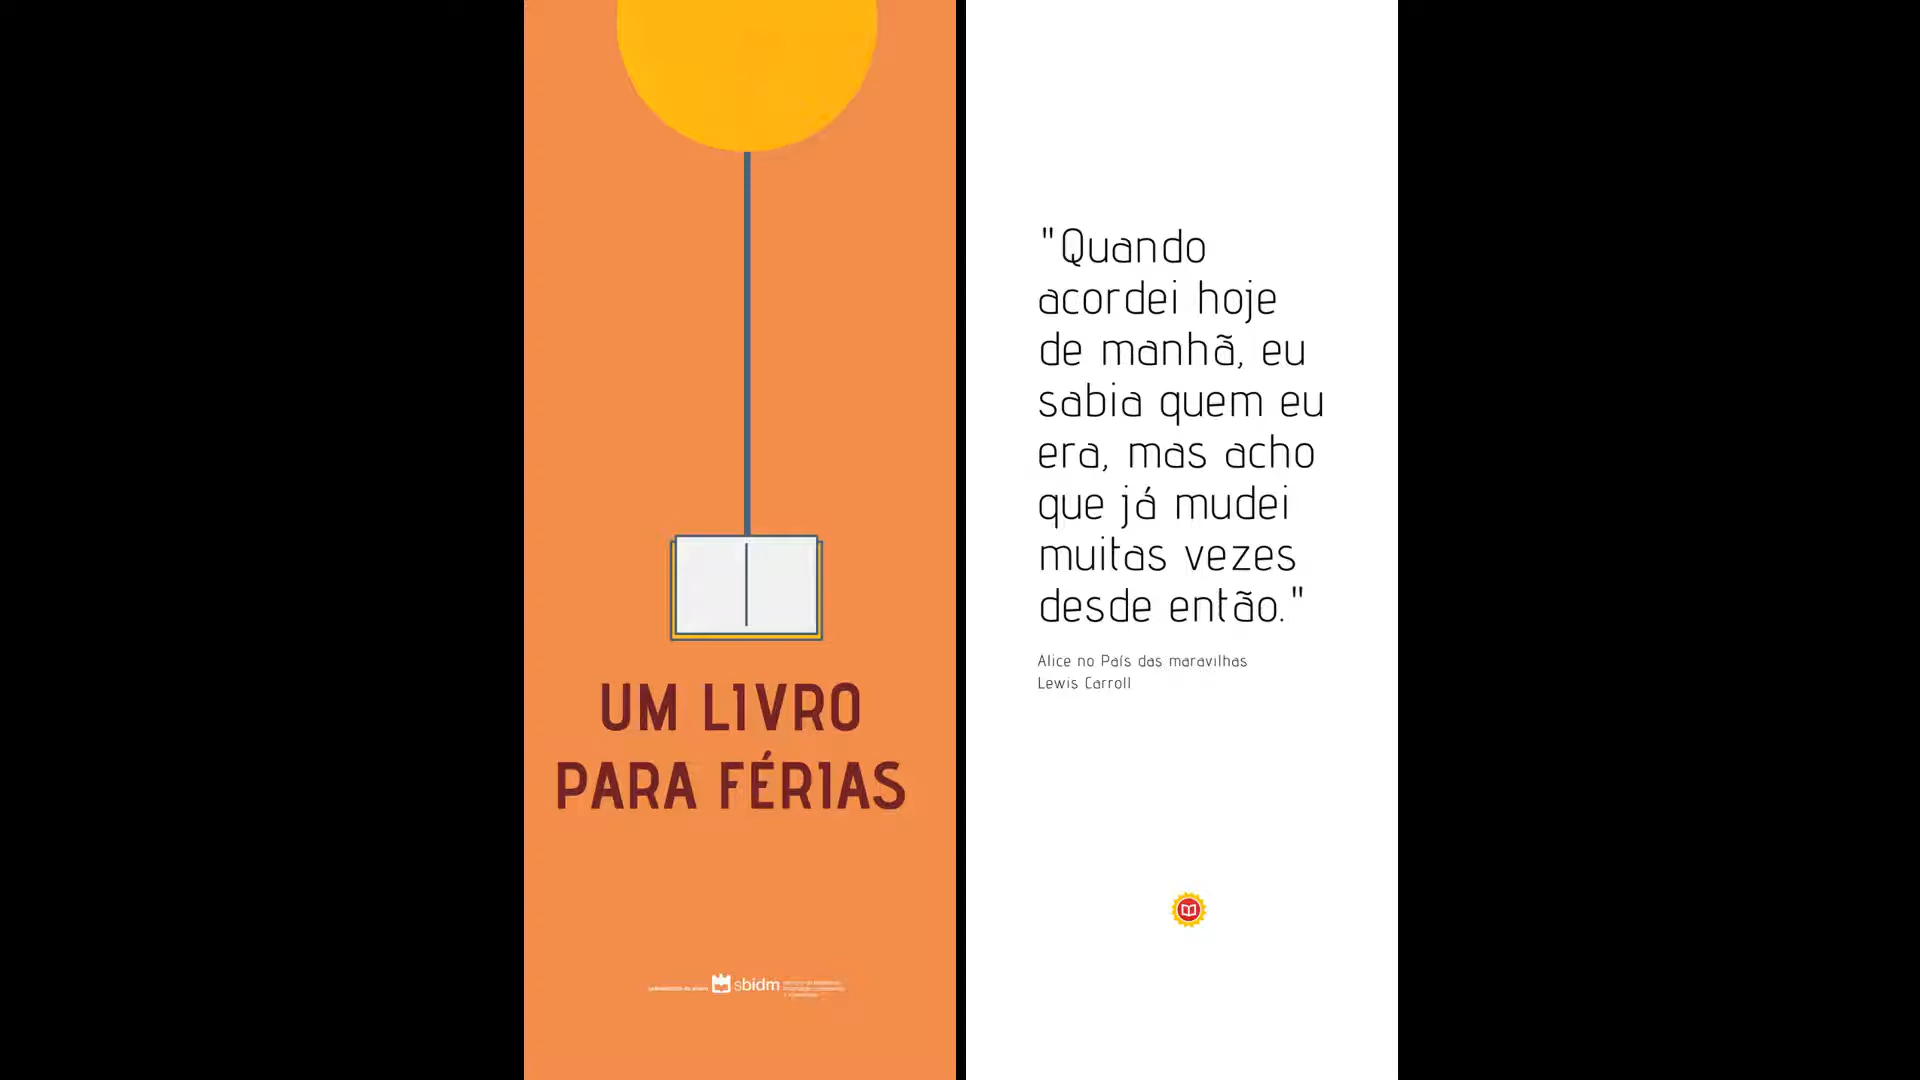 UM LIVRO
PARA FÉRIAS
sbidm
"Quando
acordei hoje
de manhã, eu
sabia quem eu
era, mas acho
que já mudei
muitas vezes
desde então."
Alice no País das maravilhas
Lewis Carroll